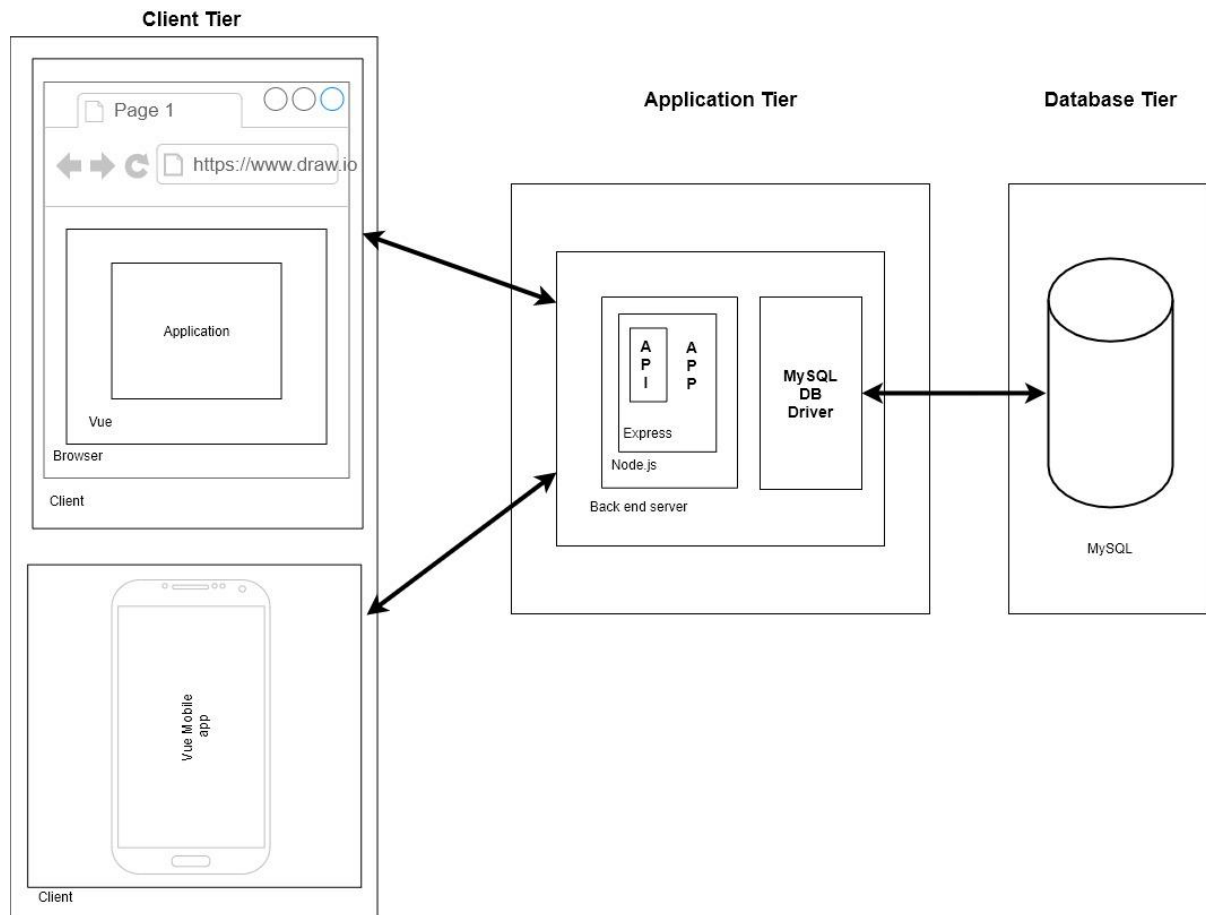 Client Tier
Page 1
https://www.draw.io
Application
Vue
Browser
Client
Vue Mobile
app
Client
Application Tier
A
P
I
A
P
P
Express
Node.js
Back end server
MySQL
DB
Driver
Database Tier
MySQL